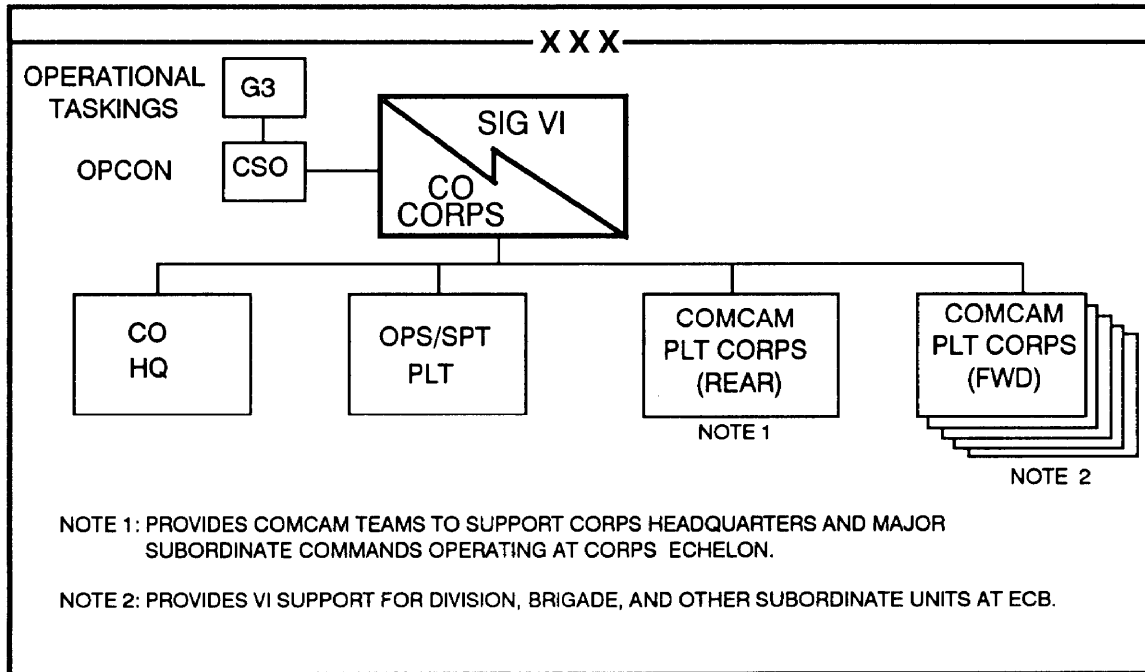 XXX
OPERATIONAL
TASKINGS
G3
OPCON
CSO
SIG VI
CO
CORPS
CO
HQ
OPS/SPT
PLT
COMCAM
PLT CORPS
(REAR)
NOTE 1
COMCAM
PLT CORPS
(FWD)
NOTE 2
NOTE 1: PROVIDES COMCAM TEAMS TO SUPPORT CORPS HEADQUARTERS AND MAJOR
SUBORDINATE COMMANDS OPERATING AT CORPS ECHELON.
NOTE 2: PROVIDES VI SUPPORT FOR DIVISION, BRIGADE, AND OTHER SUBORDINATE UNITS AT ECB.